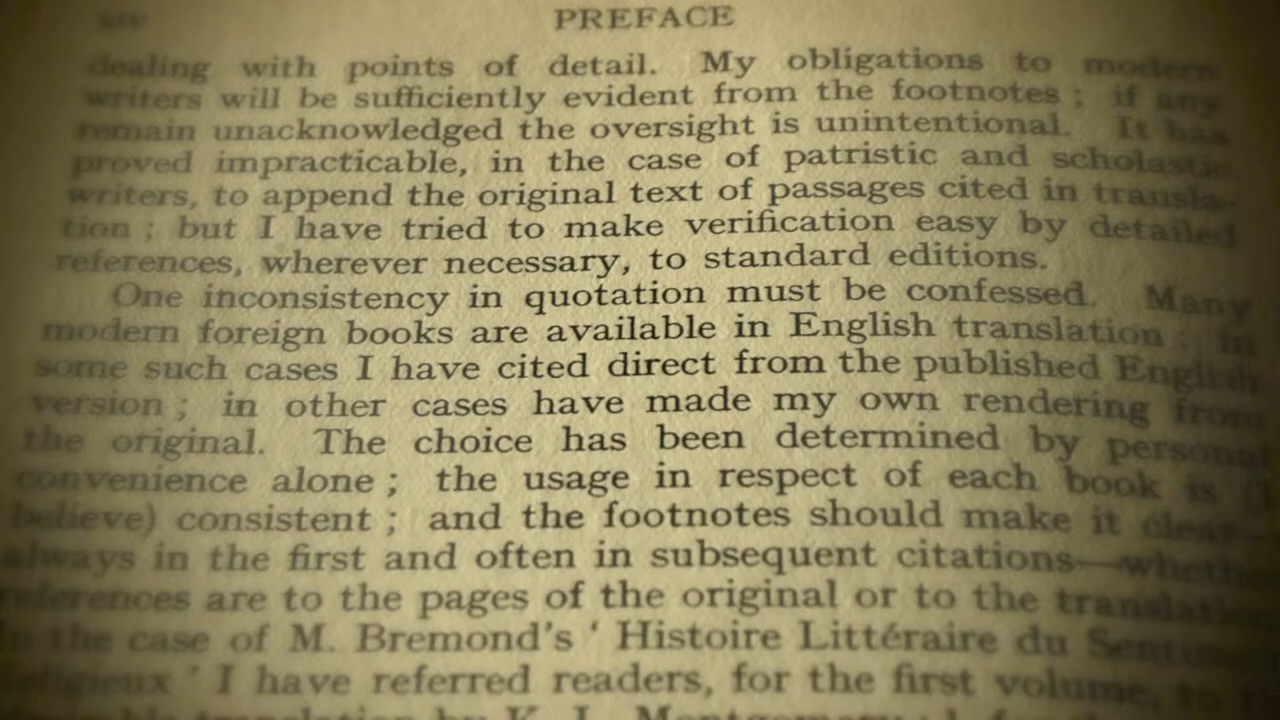 xiv PREFACE
dealing with points of detail. My obligations to modern
writers will be sufficiently evident from the footnotes ; if any
remain unacknowledged the oversight is unintentional. It has
proved impracticable, in the case of patristic and scholastic
writers, to append the original text of passages cited in transla-
tion ; but I have tried to make verification easy by detailed
references, wherever necessary, to standard editions.
One inconsistency in quotation must be confessed. Many
modern foreign books are available in English translation ; in
some such cases I have cited direct from the published English
version ; in other cases have made my own rendering from
the original. The choice has been determined by personal
convenience alone ; the usage in respect of each book is (I
believe) consistent ; and the footnotes should make it clear—
always in the first and often in subsequent citations—whether
references are to the pages of the original or to the translation.
In the case of M. Bremond's ‘ Histoire Littéraire du
Religieux ’ I have referred readers, for the first volume, to
translation by K. L. Montgomery ;